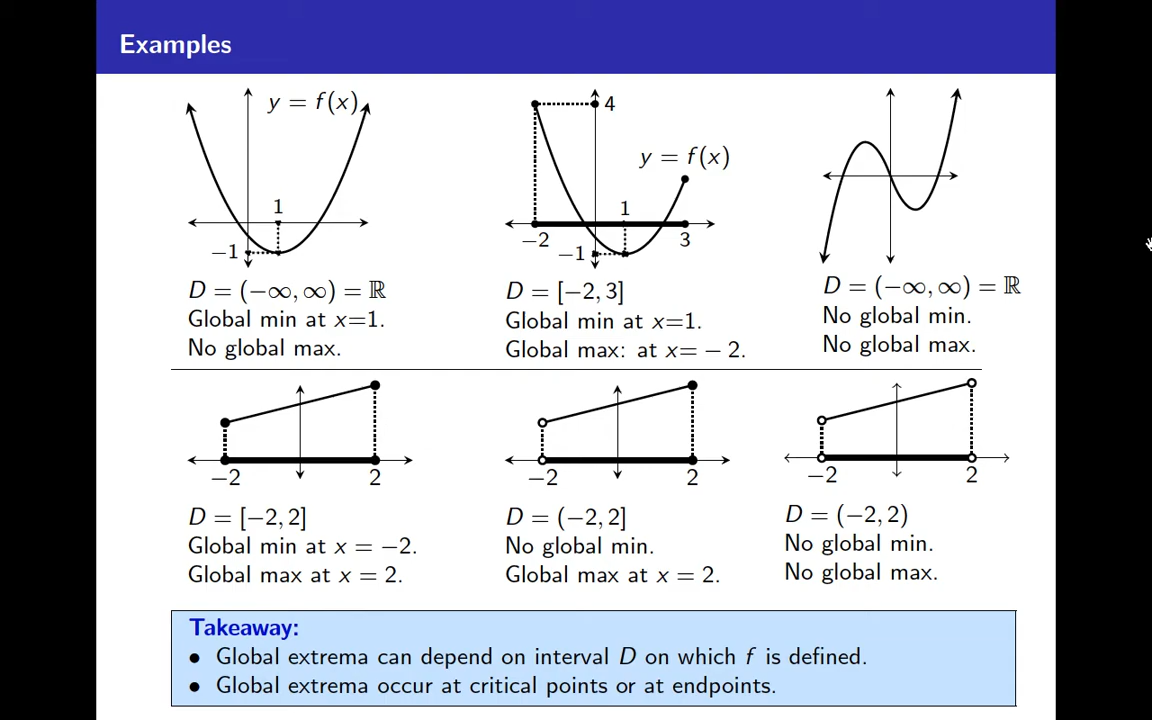 Examples
y = f(x)
1
−1
D = (−∞, ∞) = ℝ
Global min at x=1.
No global max.
4
y = f(x)
1
−2
3
−1
D = [−2, 3]
Global min at x=1.
Global max: at x= − 2.
D = (−∞, ∞) = ℝ
No global min.
No global max.
−2
2
D = [−2, 2]
Global min at x = −2.
Global max at x = 2.
−2
2
D = (−2, 2]
No global min.
Global max at x = 2.
−2
2
D = (−2, 2)
No global min.
No global max.
Takeaway:
• Global extrema can depend on interval D on which f is defined.
• Global extrema occur at critical points or at endpoints.